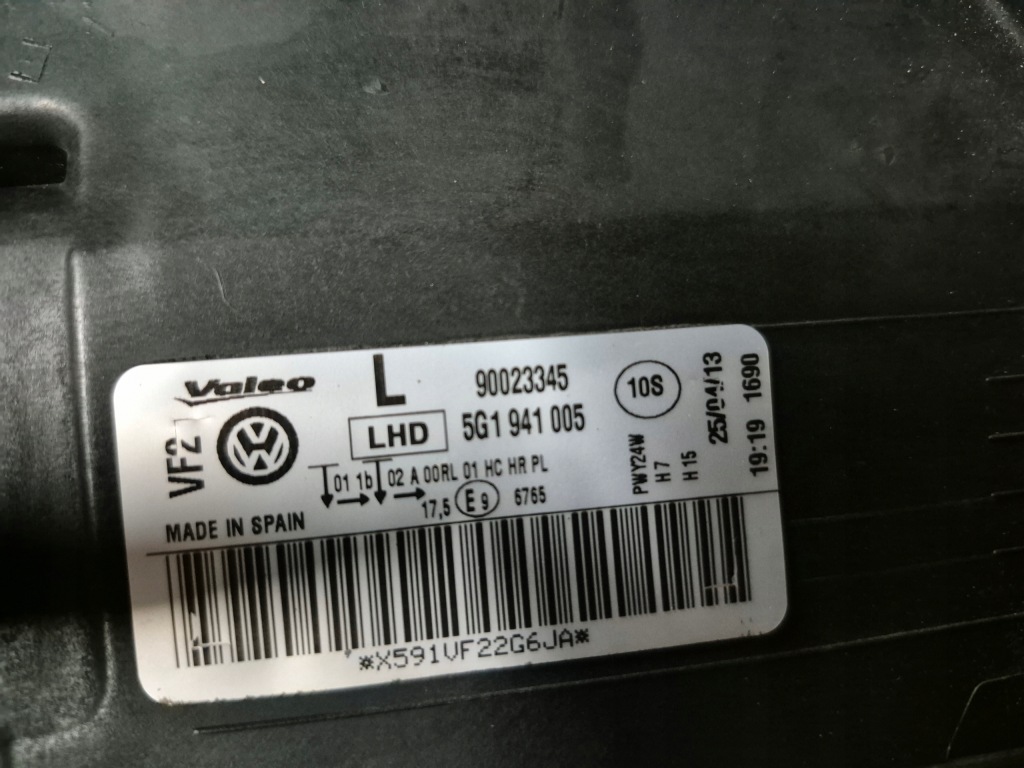 Valeo L 90023345 10S
VF2 LHD 5G1 941 005
01 1b 02 A 00RL 01 HC HR PL
17,5 E 9 6765
MADE IN SPAIN
PWY24W
H7
H 15
25/04/13
19:19 1690
*X591VF22G6JA*